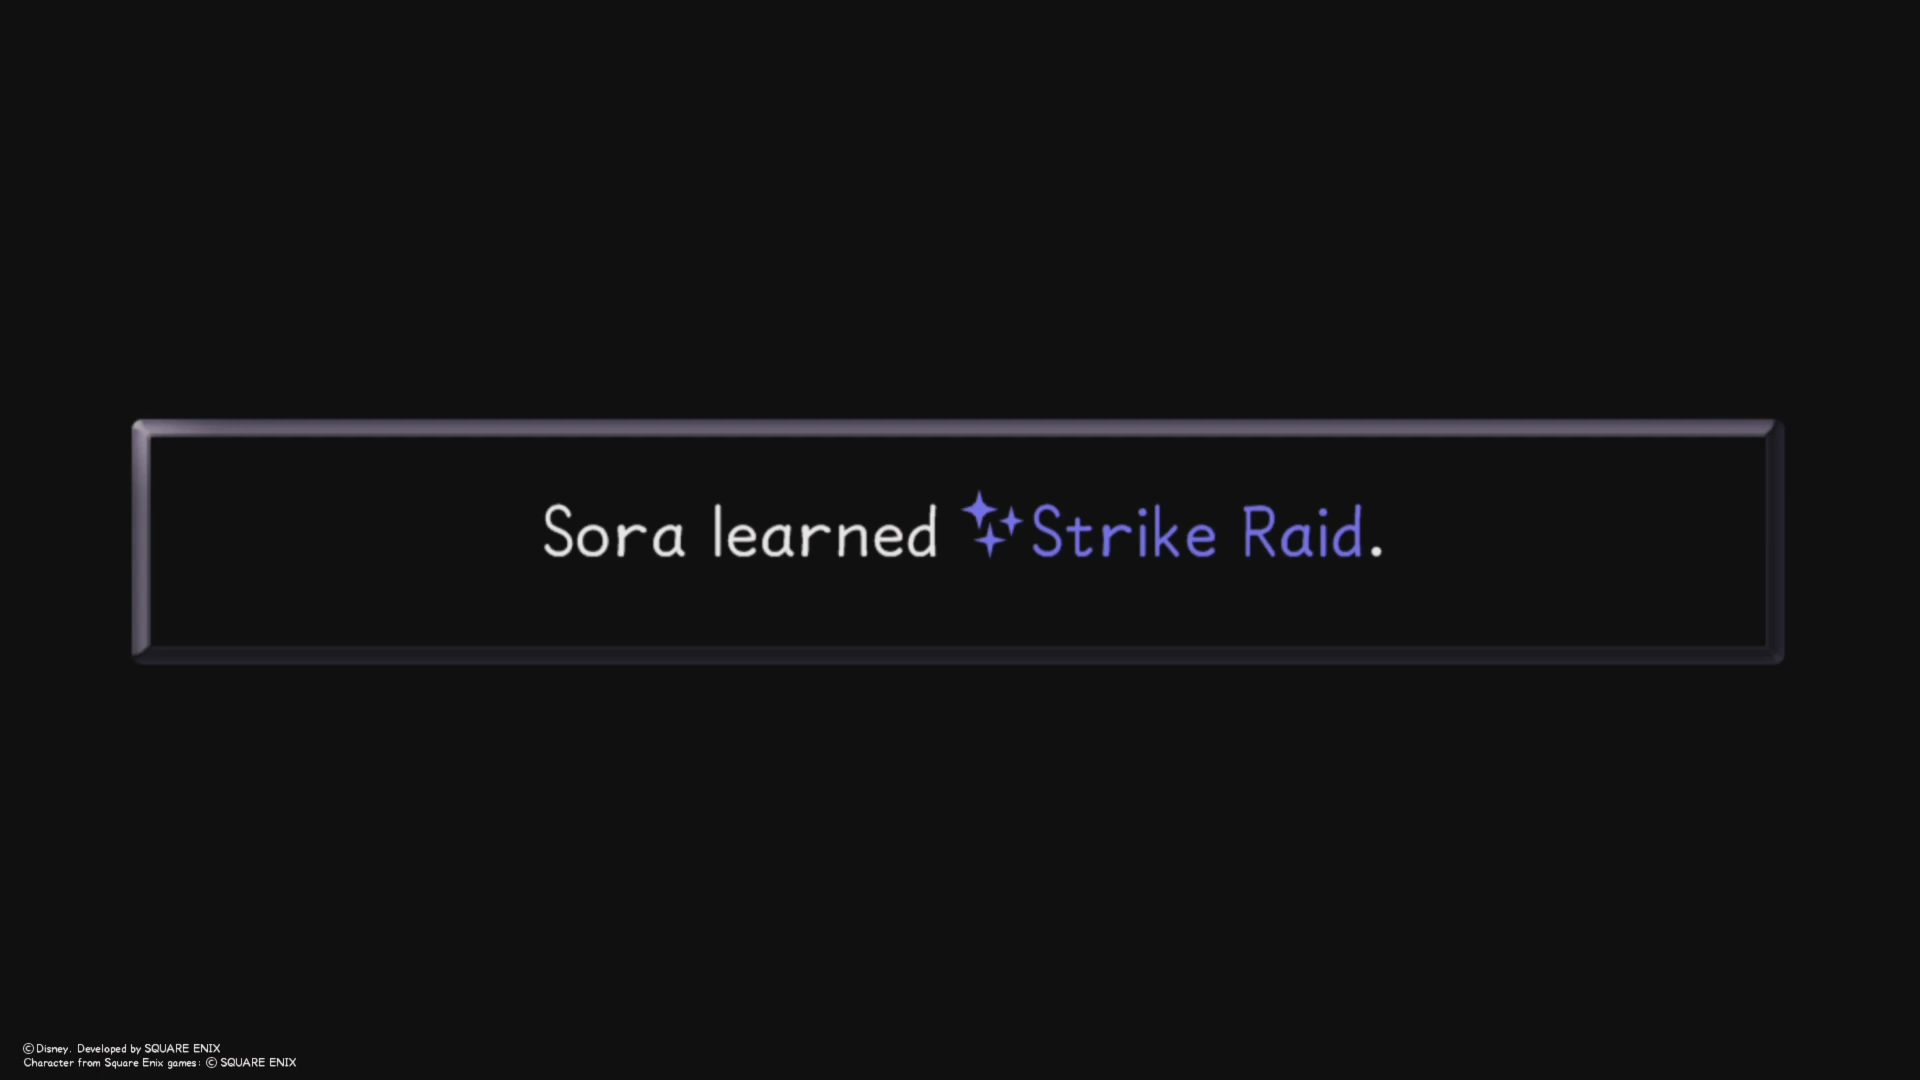 Sora learned Strike Raid.
©Disney. Developed by SQUARE ENIX
Character from Square Enix games: © SQUARE ENIX